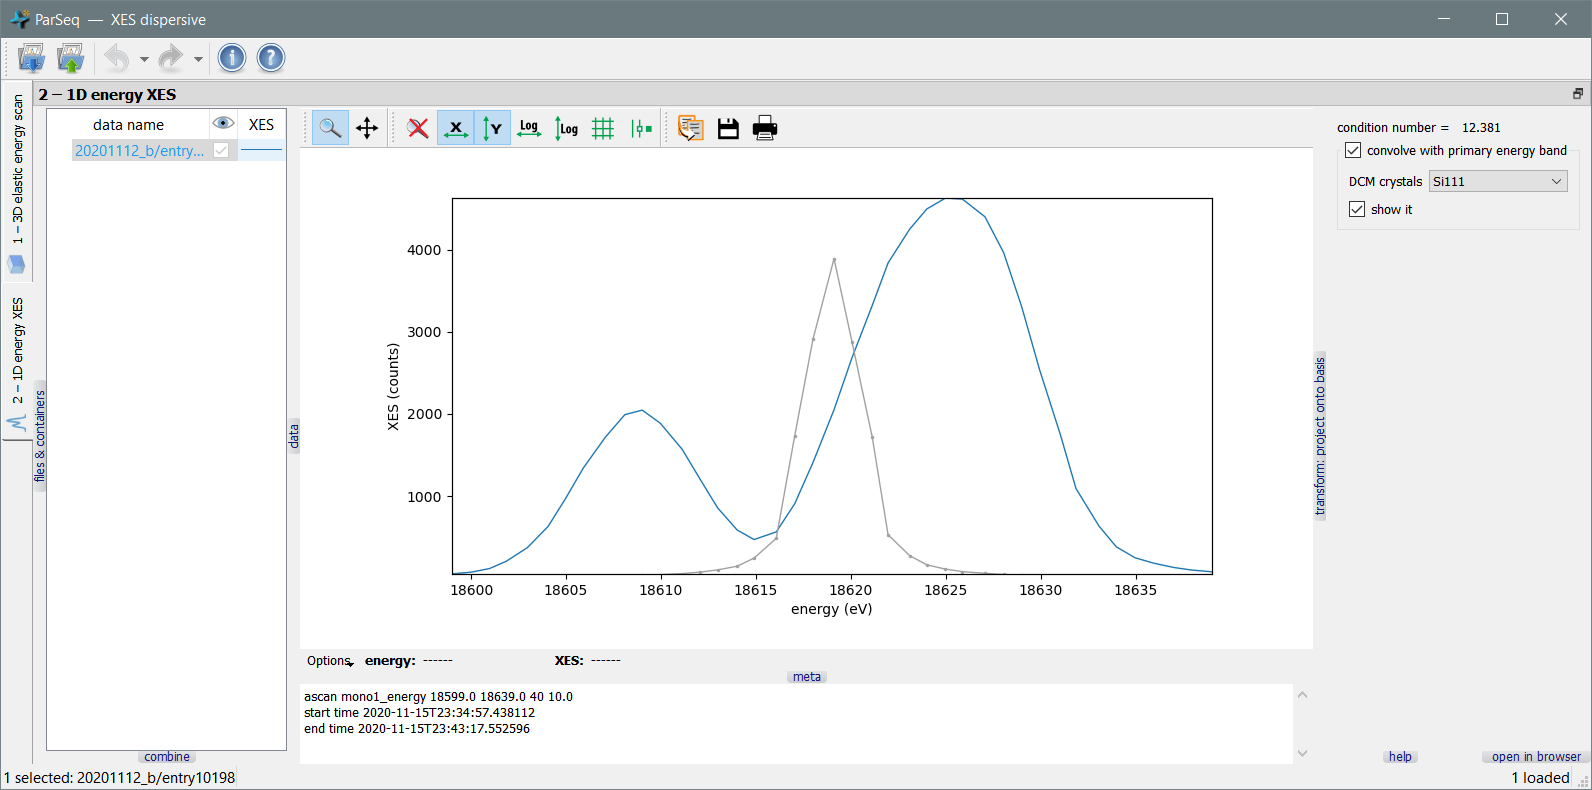 ParSeq — XES dispersive
2 − 1D energy XES
1 − 3D elastic energy scan
2 − 1D energy XES
files & containers
data name XES
20201112_b/entry...
combine
data
X Y Log Log
XES (counts)
4000
3000
2000
1000
18600 18605 18610 18615 18620 18625 18630 18635
energy (eV)
Options energy: ------ XES: ------
meta
ascan mono1_energy 18599.0 18639.0 40 10.0
start time 2020-11-15T23:34:57.438112
end time 2020-11-15T23:43:17.552596
transform: project onto basis
condition number = 12.381
convolve with primary energy band
DCM crystals Si111
show it
help open in browser
1 selected: 20201112_b/entry10198 1 loaded